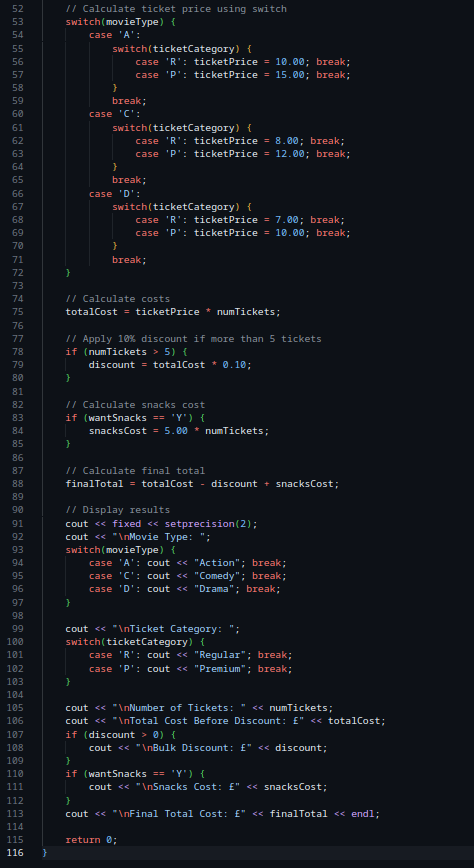 52 // Calculate ticket price using switch
53 switch(movieType) {
54 case 'A':
55 switch(ticketCategory) {
56 case 'R': ticketPrice = 10.00; break;
57 case 'P': ticketPrice = 15.00; break;
58 }
59 break;
60 case 'C':
61 switch(ticketCategory) {
62 case 'R': ticketPrice = 8.00; break;
63 case 'P': ticketPrice = 12.00; break;
64 }
65 break;
66 case 'D':
67 switch(ticketCategory) {
68 case 'R': ticketPrice = 7.00; break;
69 case 'P': ticketPrice = 10.00; break;
70 }
71 break;
72 }
73
74 // Calculate costs
75 totalCost = ticketPrice * numTickets;
76
77 // Apply 10% discount if more than 5 tickets
78 if (numTickets > 5) {
79 discount = totalCost * 0.10;
80 }
81
82 // Calculate snacks cost
83 if (wantSnacks == 'Y') {
84 snacksCost = 5.00 * numTickets;
85 }
86
87 // Calculate final total
88 finalTotal = totalCost - discount + snacksCost;
89
90 // Display results
91 cout << fixed << setprecision(2);
92 cout << "\nMovie Type: ";
93 switch(movieType) {
94 case 'A': cout << "Action"; break;
95 case 'C': cout << "Comedy"; break;
96 case 'D': cout << "Drama"; break;
97 }
98
99 cout << "\nTicket Category: ";
100 switch(ticketCategory) {
101 case 'R': cout << "Regular"; break;
102 case 'P': cout << "Premium"; break;
103 }
104
105 cout << "\nNumber of Tickets: " << numTickets;
106 cout << "\nTotal Cost Before Discount: £" << totalCost;
107 if (discount > 0) {
108 cout << "\nBulk Discount: £" << discount;
109 }
110 if (wantSnacks == 'Y') {
111 cout << "\nSnacks Cost: £" << snacksCost;
112 }
113 cout << "\nFinal Total Cost: £" << finalTotal << endl;
114
115 return 0;
116 }